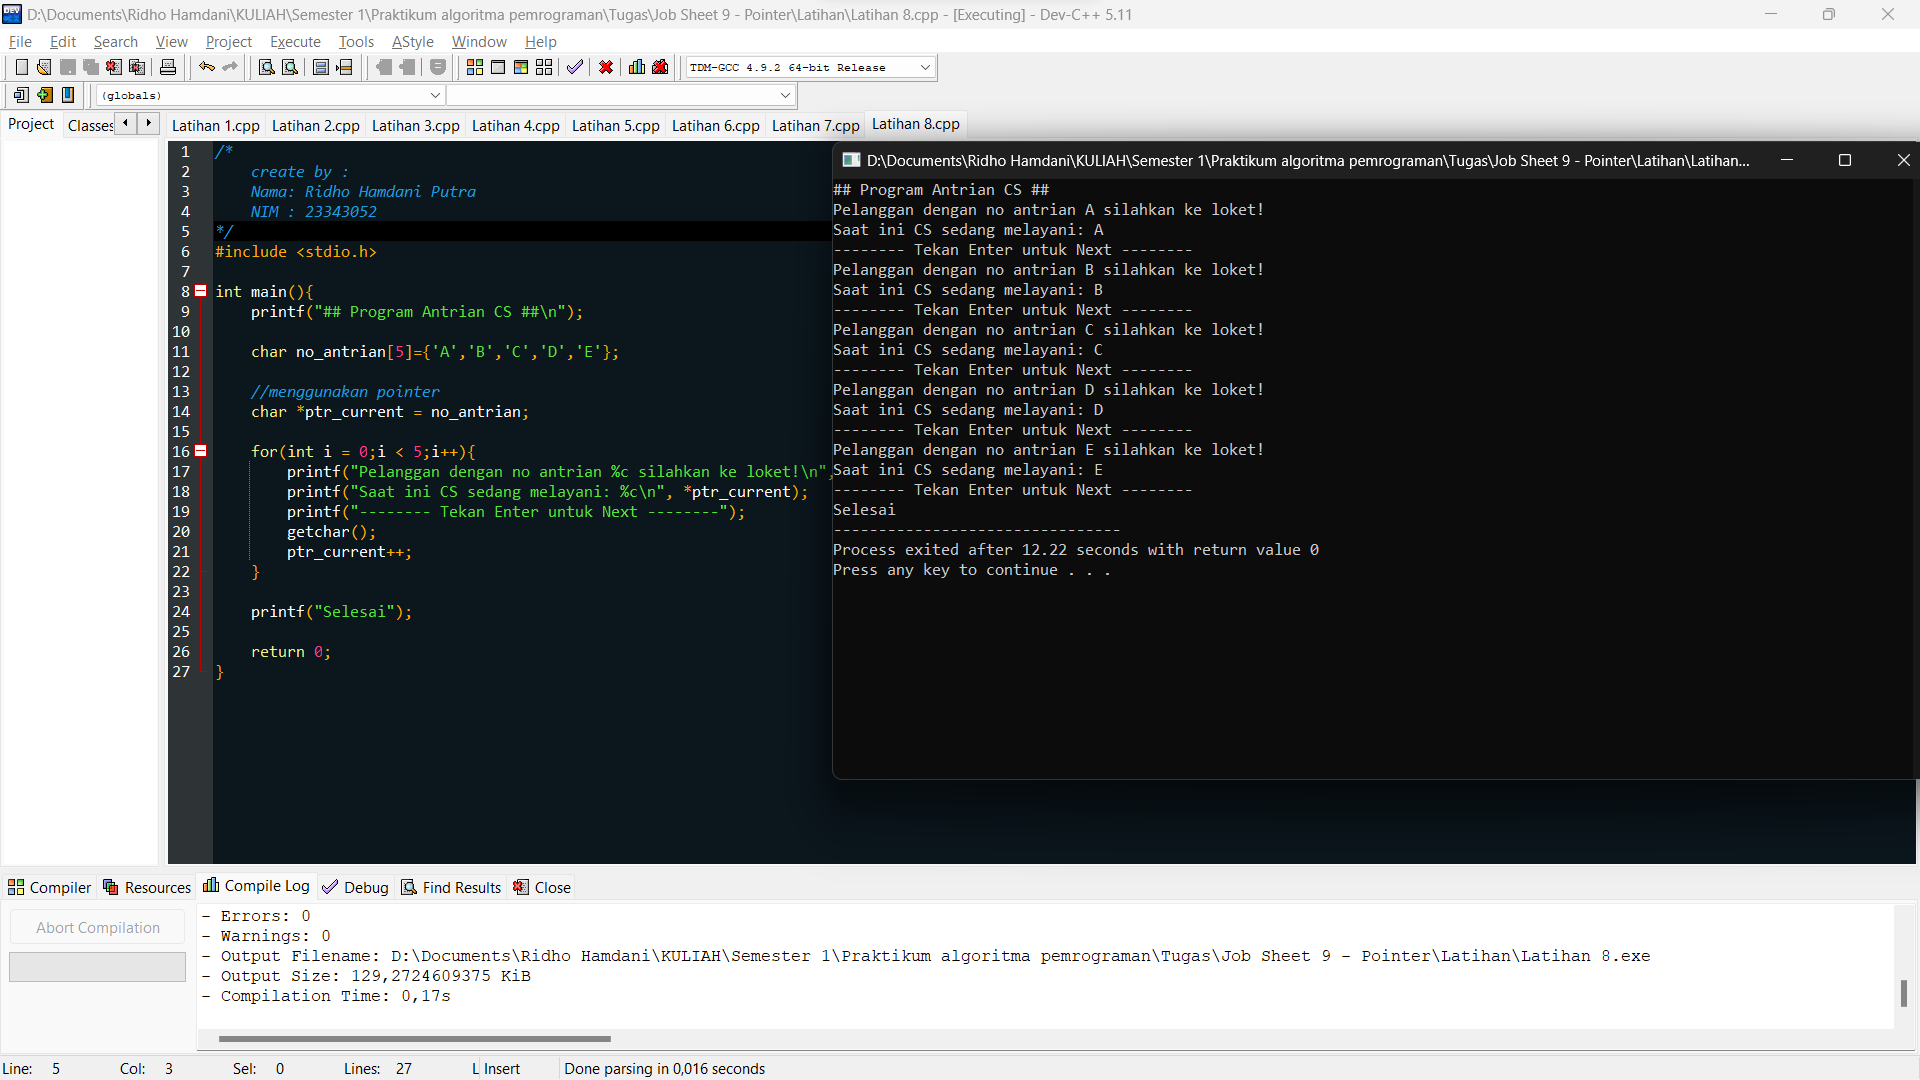 D:\Documents\Ridho Hamdani\KULIAH\Semester 1\Praktikum algoritma pemrograman\Tugas\Job Sheet 9 - Pointer\Latihan\Latihan 8.cpp - [Executing] - Dev-C++ 5.11
File Edit Search View Project Execute Tools AStyle Window Help
TDM-GCC 4.9.2 64-bit Release
(globals)
Project Classes Latihan 1.cpp Latihan 2.cpp Latihan 3.cpp Latihan 4.cpp Latihan 5.cpp Latihan 6.cpp Latihan 7.cpp Latihan 8.cpp
1 /*
2 create by :
3 Nama: Ridho Hamdani Putra
4 NIM : 23343052
5 */
6 #include <stdio.h>
7
8 int main(){
9 printf("## Program Antrian CS ##\n");
10
11 char no_antrian[5]={'A','B','C','D','E'};
12
13 //menggunakan pointer
14 char *ptr_current = no_antrian;
15
16 for(int i = 0;i < 5;i++){
17 printf("Pelanggan dengan no antrian %c silahkan ke loket!\n",
18 printf("Saat ini CS sedang melayani: %c\n", *ptr_current);
19 printf("-------- Tekan Enter untuk Next --------");
20 getchar();
21 ptr_current++;
22 }
23
24 printf("Selesai");
25
26 return 0;
27 }
D:\Documents\Ridho Hamdani\KULIAH\Semester 1\Praktikum algoritma pemrograman\Tugas\Job Sheet 9 - Pointer\Latihan\Latihan...
## Program Antrian CS ##
Pelanggan dengan no antrian A silahkan ke loket!
Saat ini CS sedang melayani: A
-------- Tekan Enter untuk Next --------
Pelanggan dengan no antrian B silahkan ke loket!
Saat ini CS sedang melayani: B
-------- Tekan Enter untuk Next --------
Pelanggan dengan no antrian C silahkan ke loket!
Saat ini CS sedang melayani: C
-------- Tekan Enter untuk Next --------
Pelanggan dengan no antrian D silahkan ke loket!
Saat ini CS sedang melayani: D
-------- Tekan Enter untuk Next --------
Pelanggan dengan no antrian E silahkan ke loket!
Saat ini CS sedang melayani: E
-------- Tekan Enter untuk Next --------
Selesai
--------------------------------
Process exited after 12.22 seconds with return value 0
Press any key to continue . . .
Compiler Resources Compile Log Debug Find Results Close
Abort Compilation
- Errors: 0
- Warnings: 0
- Output Filename: D:\Documents\Ridho Hamdani\KULIAH\Semester 1\Praktikum algoritma pemrograman\Tugas\Job Sheet 9 - Pointer\Latihan\Latihan 8.exe
- Output Size: 129,2724609375 KiB
- Compilation Time: 0,17s
Line: 5 Col: 3 Sel: 0 Lines: 27 L Insert Done parsing in 0,016 seconds